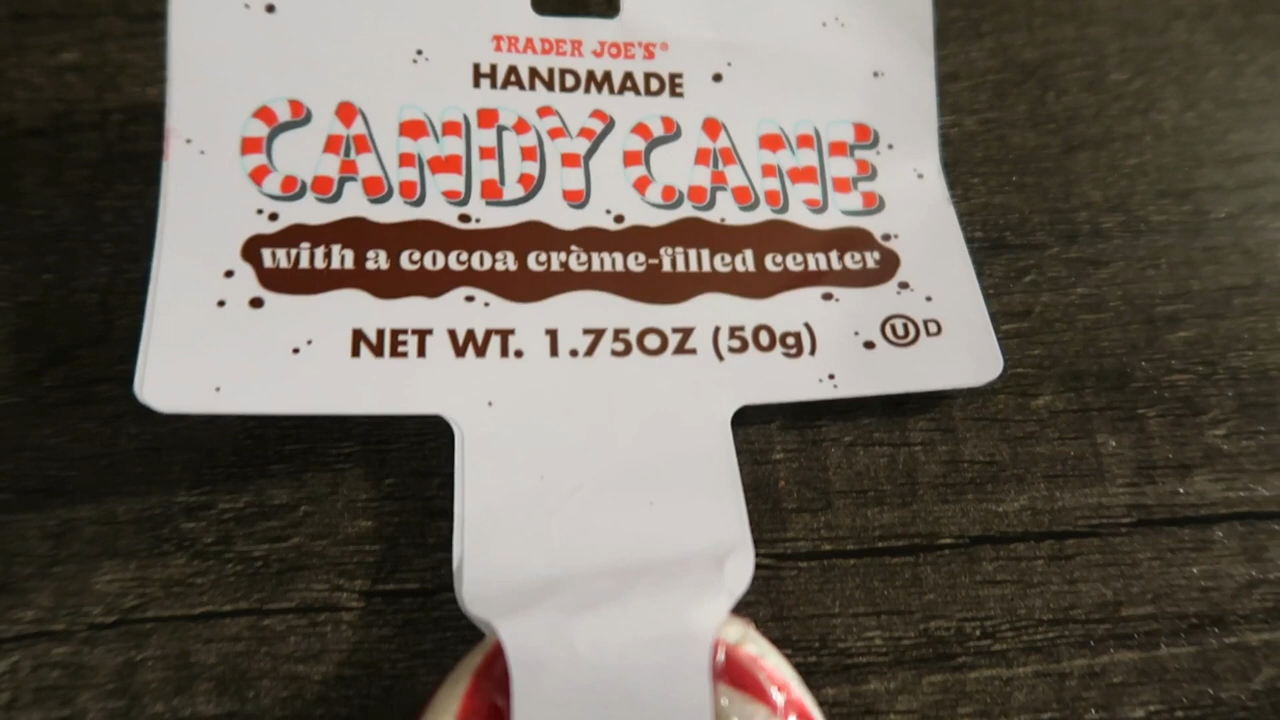 TRADER JOE'S®
HANDMADE
CANDY CANE
with a cocoa crème-filled center
NET WT. 1.75OZ (50g)
U D